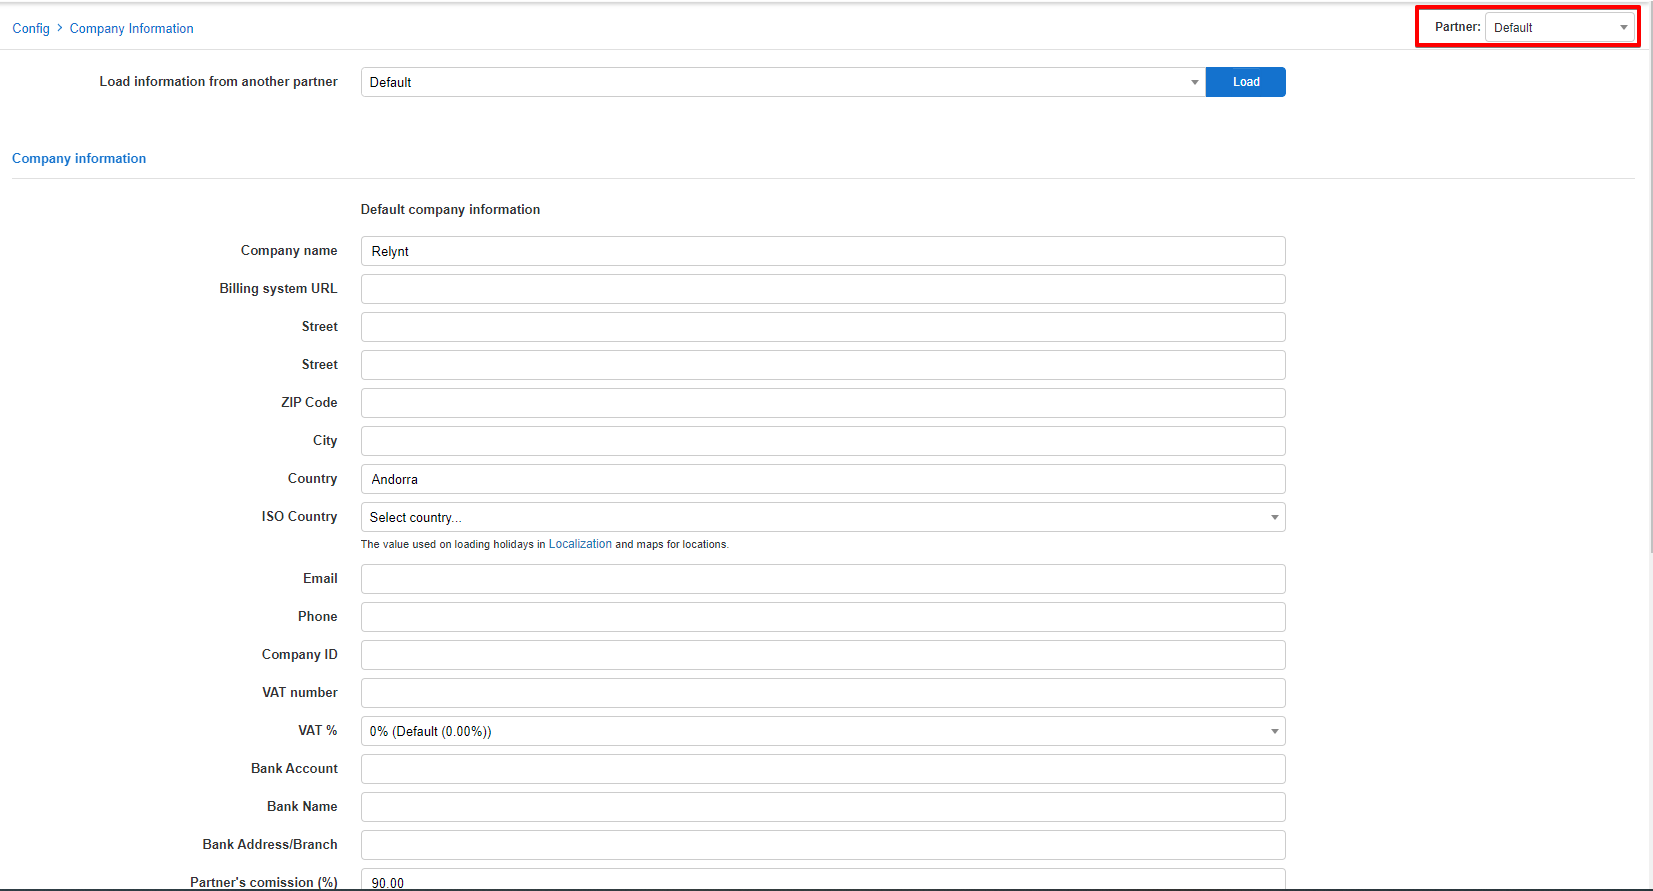 Config > Company Information
Partner: Default
Load information from another partner Default Load
Company information
Default company information
Company name Relynt
Billing system URL
Street
Street
ZIP Code
City
Country Andorra
ISO Country Select country...
The value used on loading holidays in Localization and maps for locations.
Email
Phone
Company ID
VAT number
VAT % 0% (Default (0.00%))
Bank Account
Bank Name
Bank Address/Branch
Partner's comission (%) 90.00